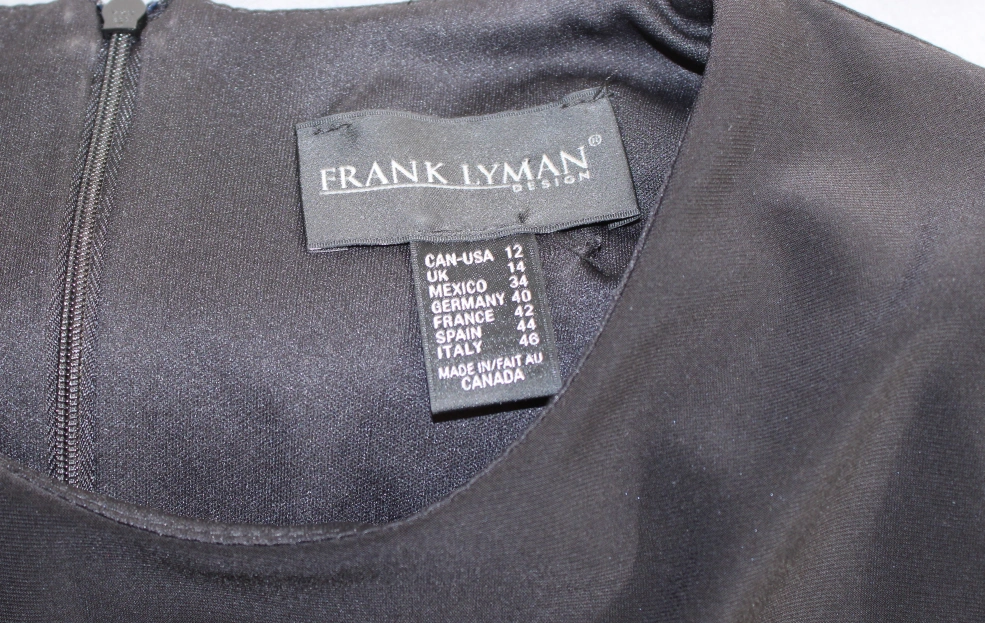 FRANK LYMAN®
DESIGN
CAN-USA 12
UK 14
MEXICO 34
GERMANY 40
FRANCE 42
SPAIN 44
ITALY 46
MADE IN/FAIT AU
CANADA